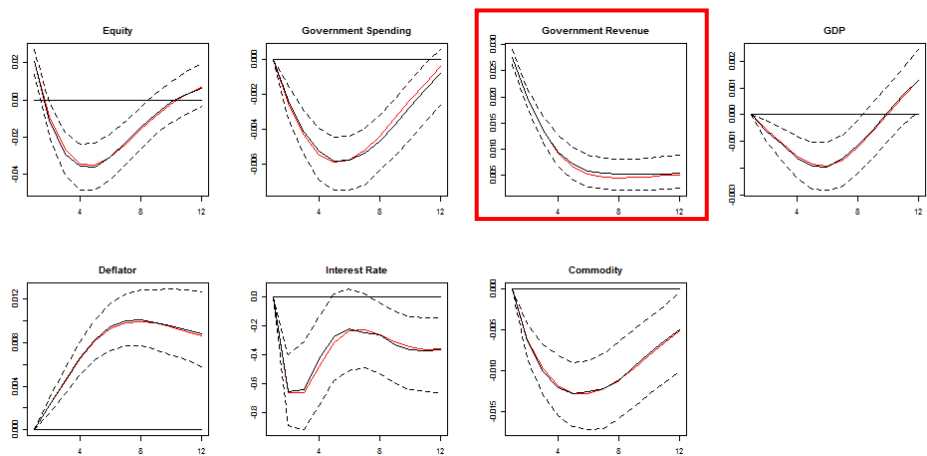 Equity
0.02
0.00
-0.02
-0.04
4 8 12
Government Spending
0.000
-0.002
-0.004
-0.006
4 8 12
Government Revenue
0.030
0.025
0.020
0.015
0.010
0.005
4 8 12
GDP
0.002
0.001
0.000
-0.001
-0.003
4 8 12
Deflator
0.012
0.008
0.004
0.000
4 8 12
Interest Rate
0.0
-0.2
-0.4
-0.6
-0.8
4 8 12
Commodity
0.000
-0.005
-0.010
-0.015
4 8 12